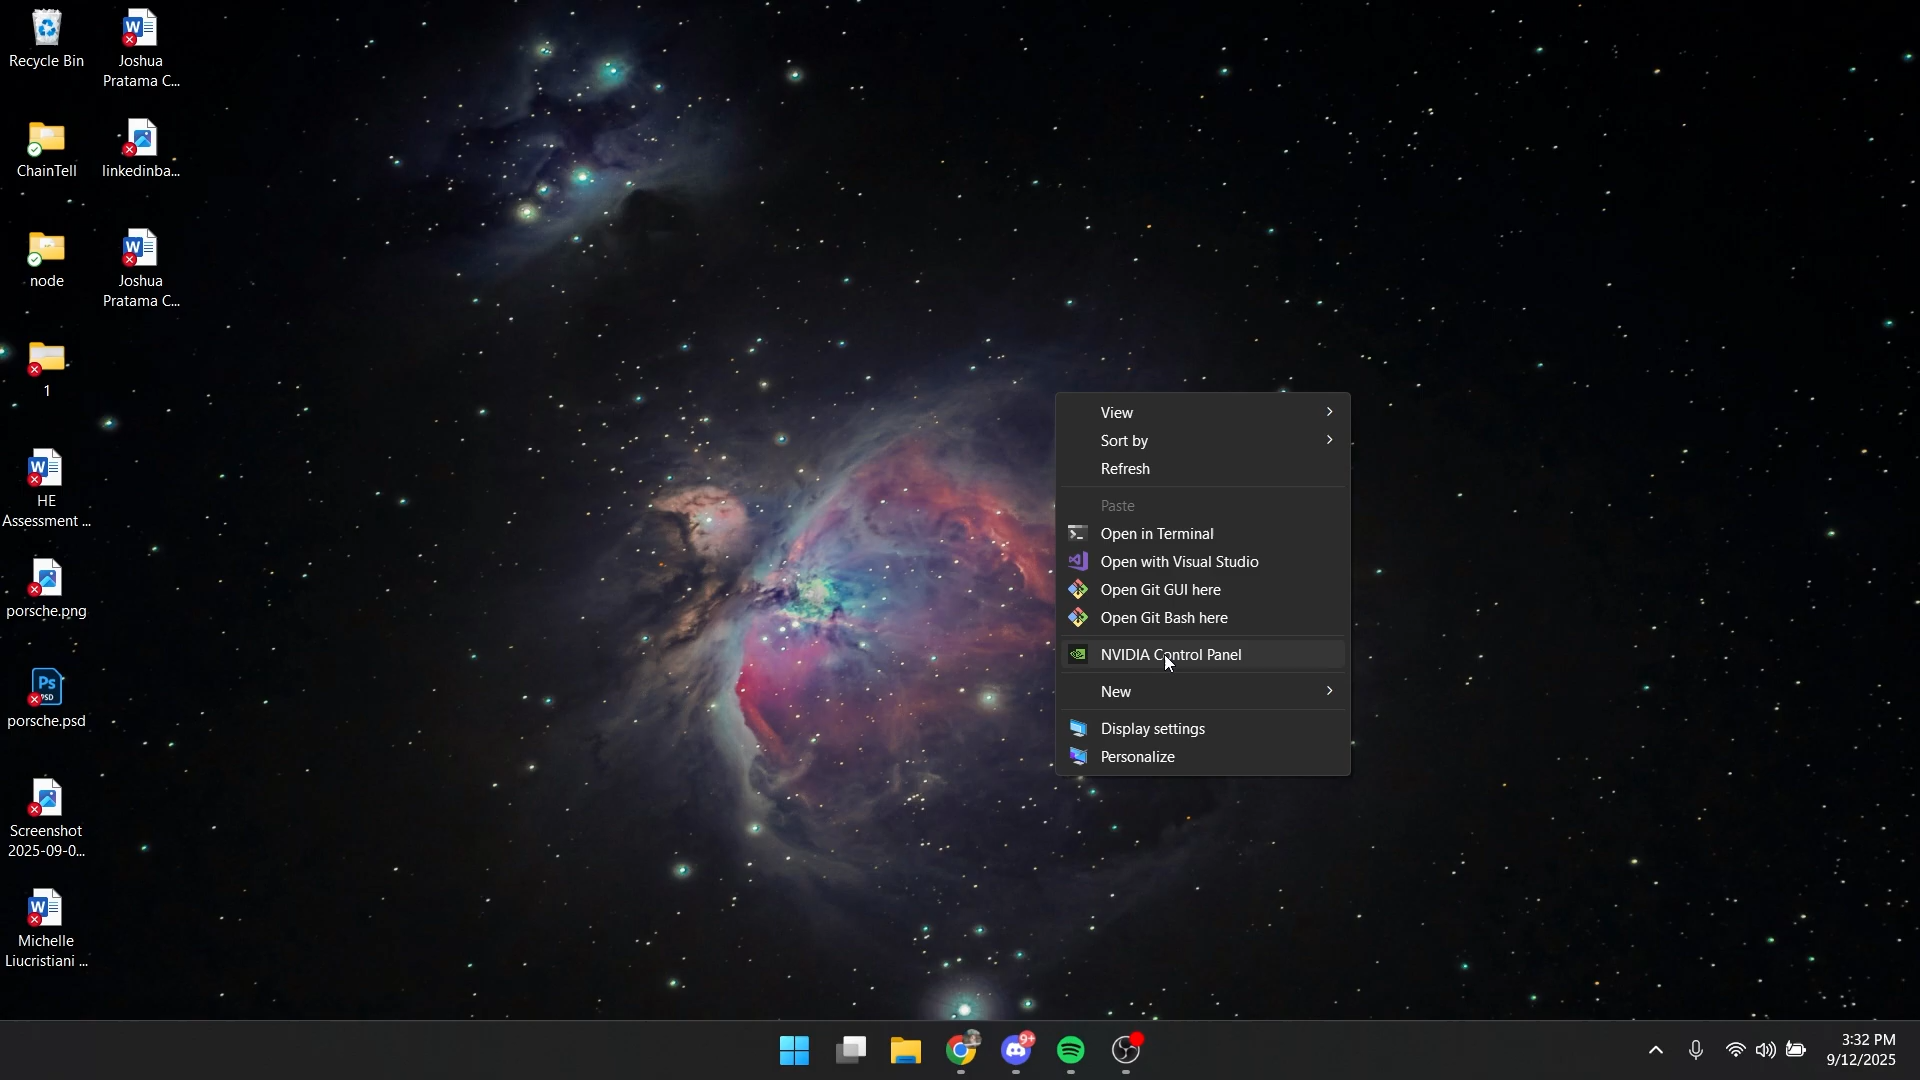 Recycle Bin
Joshua
Pratama C...
ChainTell
linkedinba...
node
Joshua
Pratama C...
1
HE
Assessment ...
porsche.png
Ps
PSD
porsche.psd
Screenshot
2025-09-0...
Michelle
Liucristiani ...
View
Sort by
Refresh
Paste
Open in Terminal
Open with Visual Studio
Open Git GUI here
Open Git Bash here
NVIDIA Control Panel
New
Display settings
Personalize
9+
3:32 PM
9/12/2025